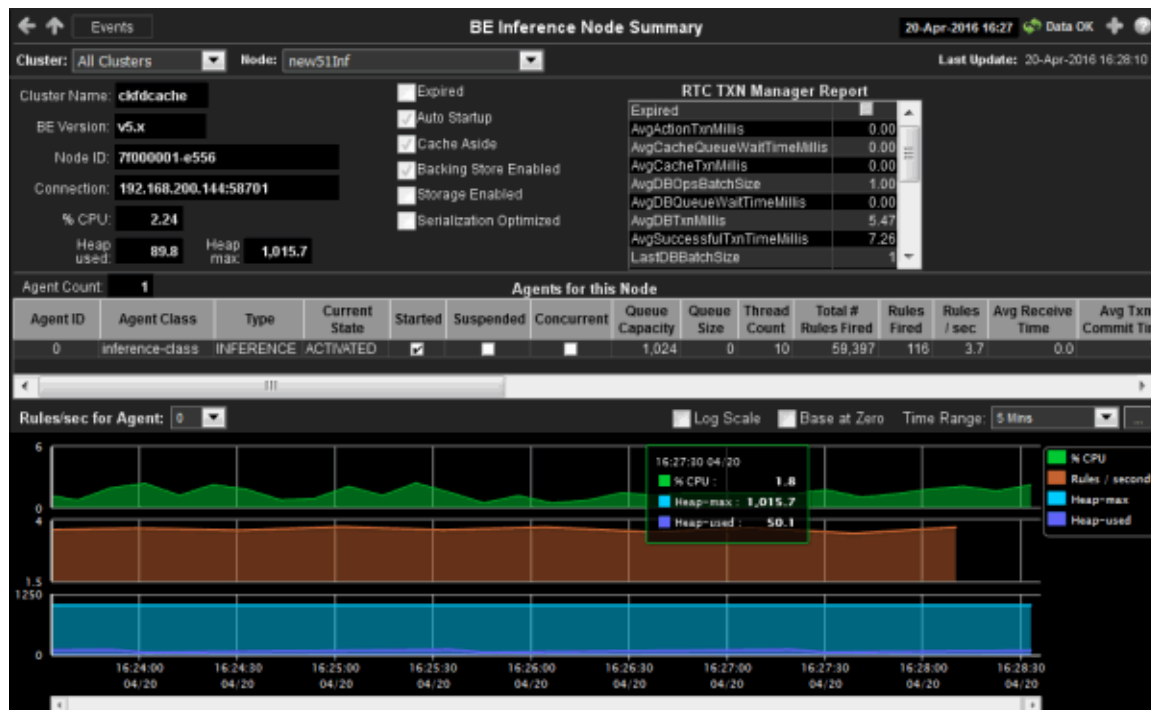 Events BE Inference Node Summary 20-Apr-2016 16:27 Data OK
Cluster: All Clusters Node: new51Inf Last Update: 20-Apr-2016 16:28:10
Cluster Name: ckfdcache
BE Version: v5.x
Node ID: 7f000001-e556
Connection: 192.168.200.144:58701
% CPU: 2.24
Heap used: 89.8 Heap max: 1,015.7
Expired
Auto Startup
Cache Aside
Backing Store Enabled
Storage Enabled
Serialization Optimized
RTC TXN Manager Report
Expired
AvgActionTxnMillis 0.00
AvgCacheQueueWaitTimeMillis 0.00
AvgCacheTxnMillis 0.00
AvgDBOpsBatchSize 1.00
AvgDBQueueWaitTimeMillis 0.00
AvgDBTxnMillis 5.47
AvgSuccessfulTxnTimeMillis 7.26
LastDBBatchSize 1
Agent Count: 1 Agents for this Node
Agent ID Agent Class Type Current State Started Suspended Concurrent Queue Capacity Queue Size Thread Count Total # Rules Fired Rules Fired Rules / sec Avg Receive Time Avg Txn Commit Tim
0 inference-class INFERENCE ACTIVATED 1,024 0 10 59,397 116 3.7 0.0
Rules/sec for Agent: 0 Log Scale Base at Zero Time Range: 5 Mins ...
6
0
4
1.5
1250
0
16:27:30 04/20
% CPU : 1.8
Heap-max : 1,015.7
Heap-used : 50.1
% CPU
Rules / second
Heap-max
Heap-used
16:24:00 16:24:30 16:25:00 16:25:30 16:26:00 16:26:30 16:27:00 16:27:30 16:28:00 16:28:30
04/20 04/20 04/20 04/20 04/20 04/20 04/20 04/20 04/20 04/20